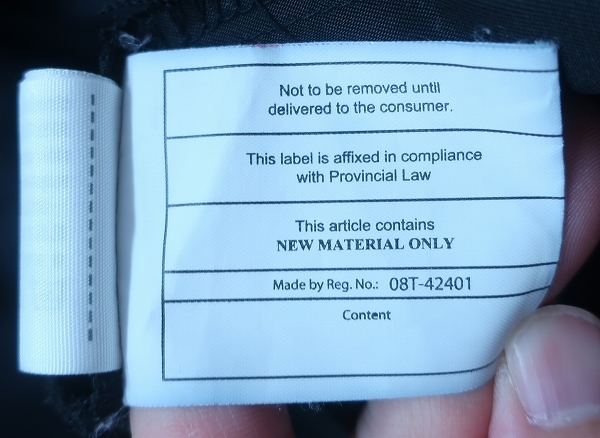 Not to be removed until
delivered to the consumer.
This label is affixed in compliance
with Provincial Law
This article contains
NEW MATERIAL ONLY
Made by Reg. No.: 08T-42401
Content